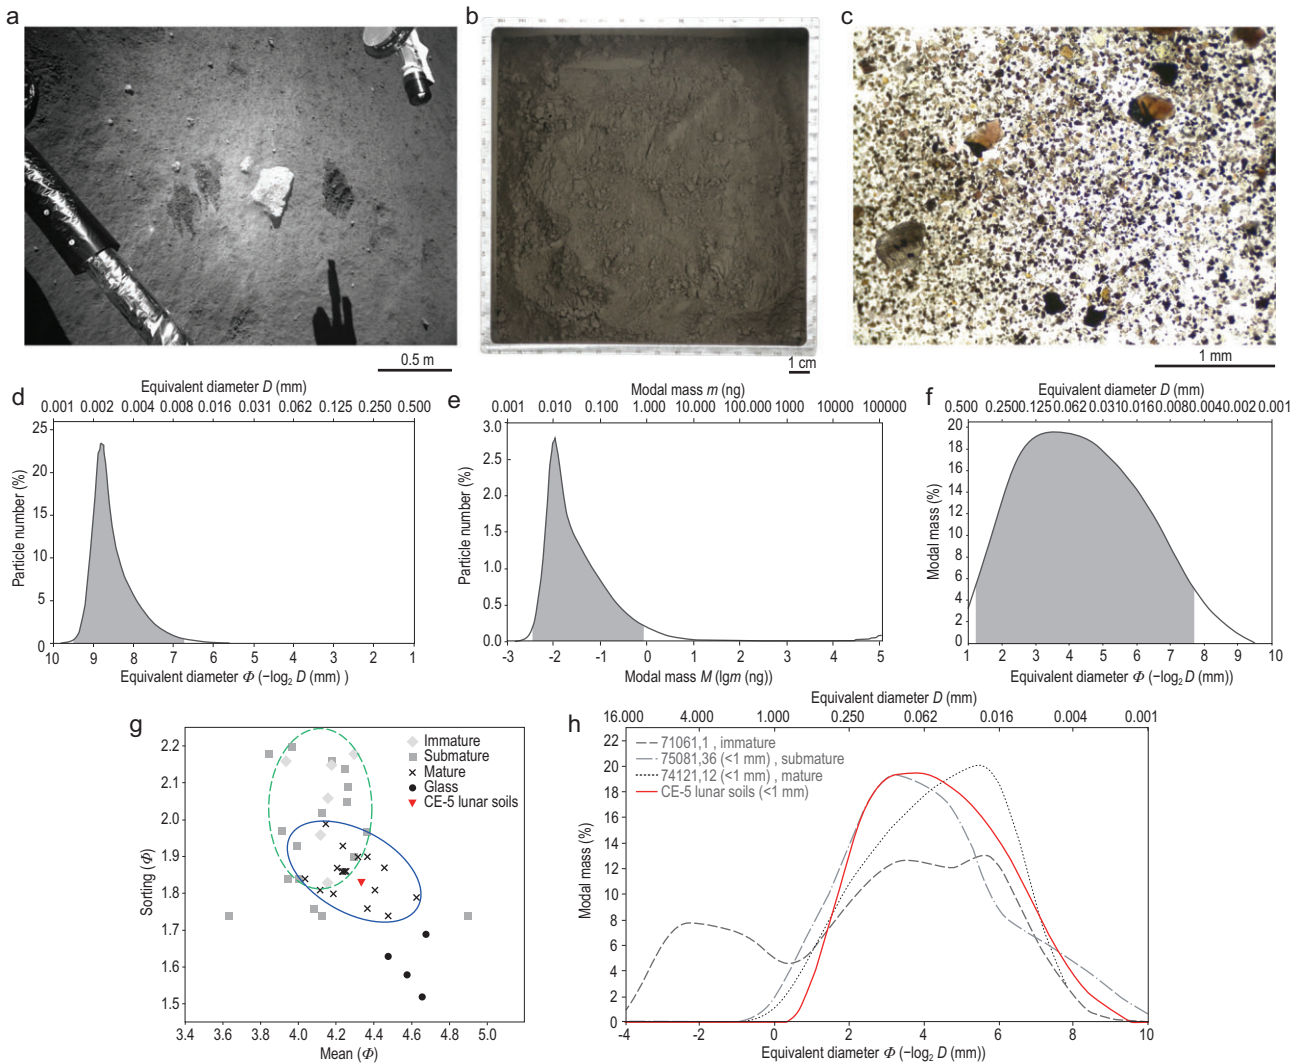 a
b
c
0.5 m
1 cm
1 mm
d
Equivalent diameter D (mm)
0.001 0.002 0.004 0.008 0.016 0.031 0.062 0.125 0.250 0.500
Particle number (%)
25
20
15
10
5
0
10 9 8 7 6 5 4 3 2 1
Equivalent diameter Φ (−log₂ D (mm) )
e
Modal mass m (ng)
0.001 0.010 0.100 1.000 10.000 100.000 1000 10000 100000
Particle number (%)
3.0
2.5
2.0
1.5
1.0
0.5
0.0
-3 -2 -1 0 1 2 3 4 5
Modal mass M (lgm (ng))
f
Equivalent diameter D (mm)
0.500 0.250 0.125 0.062 0.031 0.016 0.008 0.004 0.002 0.001
Modal mass (%)
20
18
16
14
12
10
8
6
4
2
0
1 2 3 4 5 6 7 8 9 10
Equivalent diameter Φ (−log₂ D (mm))
g
Sorting (Φ)
2.2
2.1
2.0
1.9
1.8
1.7
1.6
1.5
3.4 3.6 3.8 4.0 4.2 4.4 4.6 4.8 5.0
Mean (Φ)
Immature
Submature
Mature
Glass
CE-5 lunar soils
h
Equivalent diameter D (mm)
16.000 4.000 1.000 0.250 0.062 0.016 0.004 0.001
Modal mass (%)
22
20
18
16
14
12
10
8
6
4
2
0
71061,1 , immature
75081,36 (<1 mm) , submature
74121,12 (<1 mm) , mature
CE-5 lunar soils (<1 mm)
-4 -2 0 2 4 6 8 10
Equivalent diameter Φ (−log₂ D (mm))